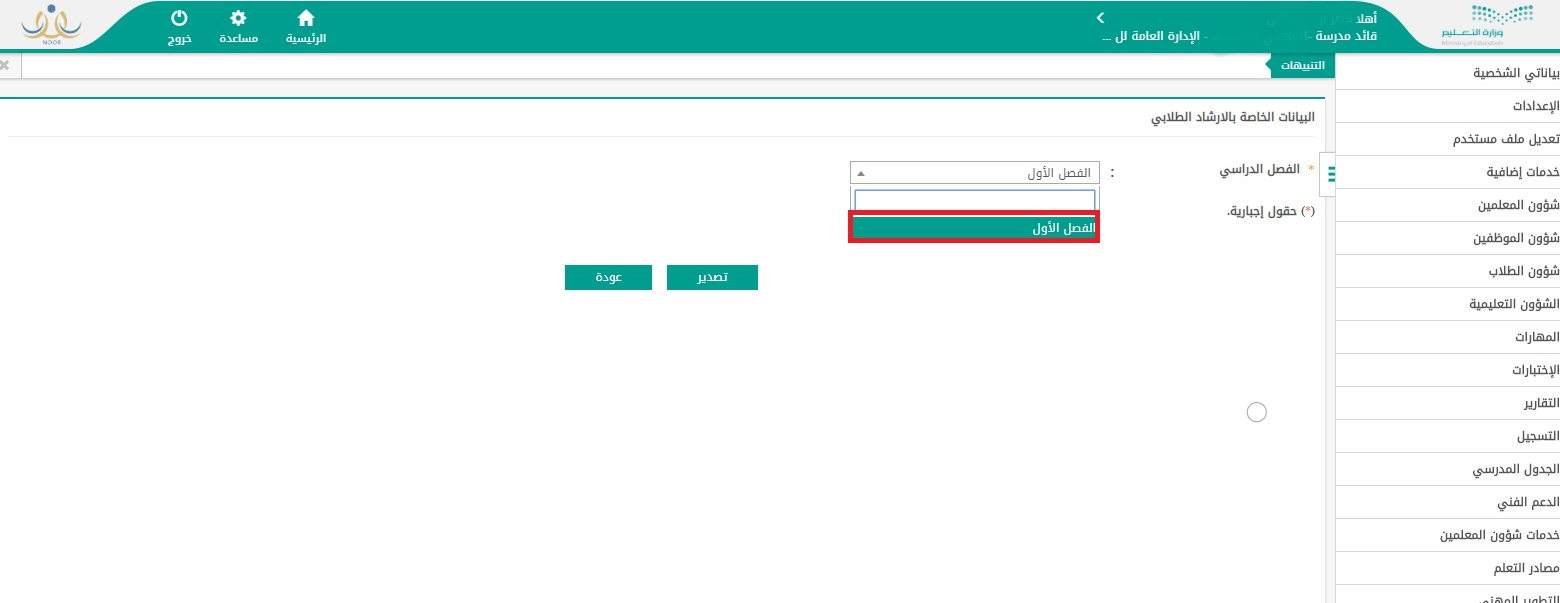 وزارة التعليم
Ministry of Education
أهلا
قائد مدرسة - - الإدارة العامة لل ...
الرئيسية
مساعدة
خروج
NOOR
التنبيهات
بياناتي الشخصية
الإعدادات
تعديل ملف مستخدم
خدمات إضافية
شؤون المعلمين
شؤون الموظفين
شؤون الطلاب
الشؤون التعليمية
المهارات
الإختبارات
التقارير
التسجيل
الجدول المدرسي
الدعم الفني
خدمات شؤون المعلمين
مصادر التعلم
التطوير المهني
البيانات الخاصة بالارشاد الطلابي
* الفصل الدراسي :
الفصل الأول
الفصل الأول
(*) حقول إجبارية.
تصدير
عودة